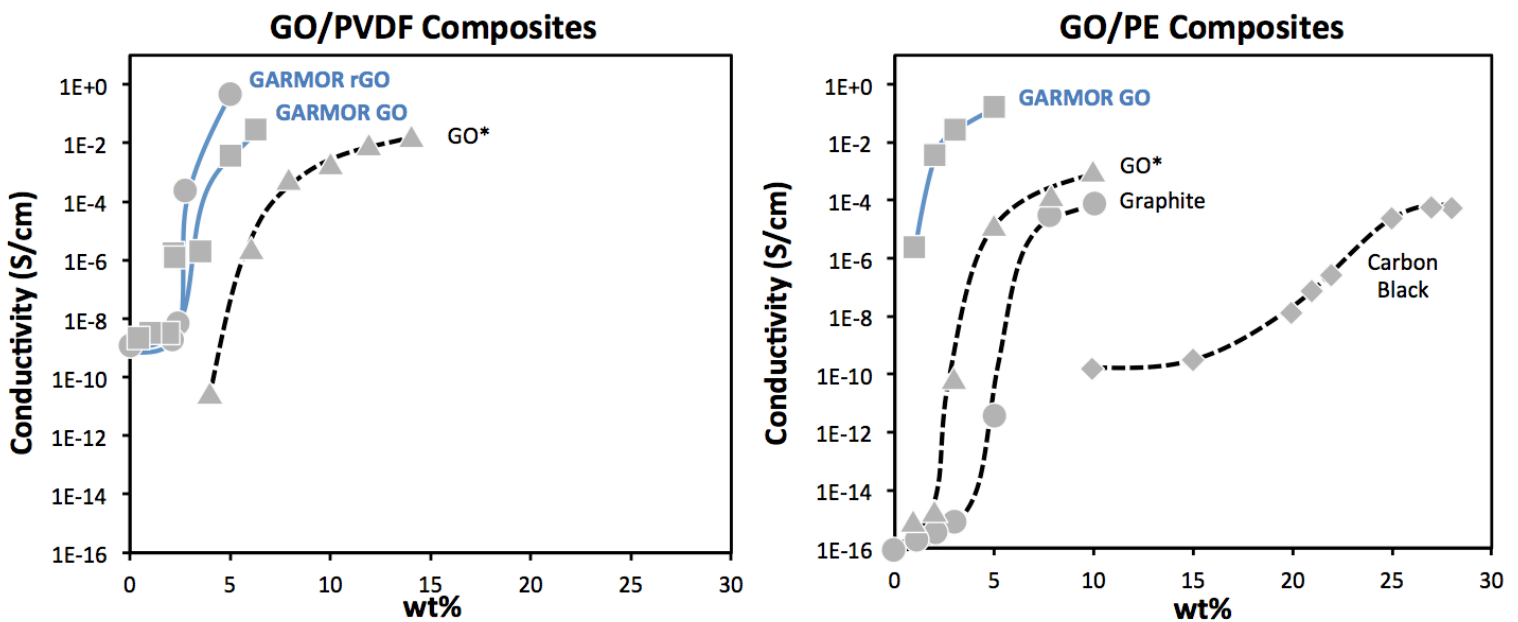 GO/PVDF Composites
Conductivity (S/cm)
1E+0
1E-2
1E-4
1E-6
1E-8
1E-10
1E-12
1E-14
1E-16
GARMOR rGO
GARMOR GO
GO*
0 5 10 15 20 25 30
wt%
GO/PE Composites
Conductivity (S/cm)
1E+0
1E-2
1E-4
1E-6
1E-8
1E-10
1E-12
1E-14
1E-16
GARMOR GO
GO*
Graphite
Carbon
Black
0 5 10 15 20 25 30
wt%